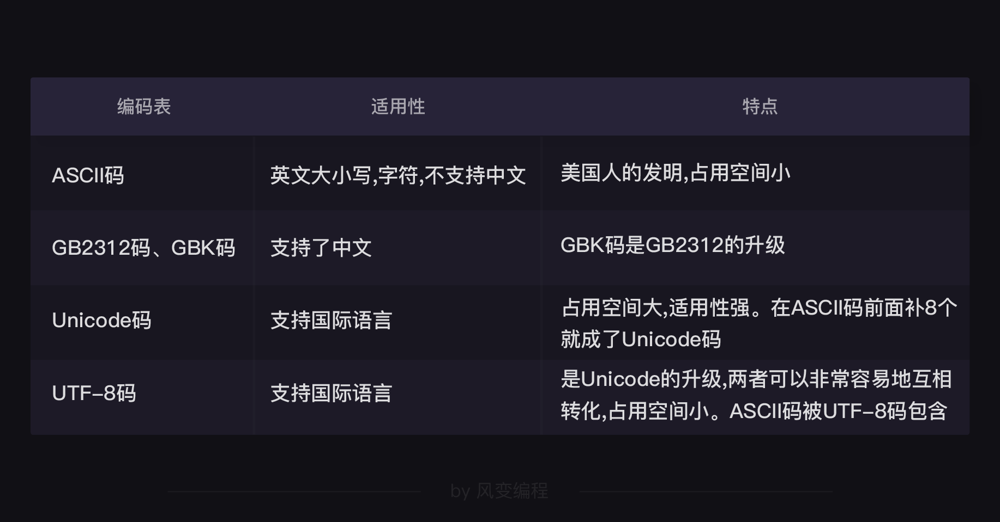 编码表 适用性 特点
ASCII码 英文大小写,字符,不支持中文 美国人的发明,占用空间小
GB2312码、GBK码 支持了中文 GBK码是GB2312的升级
Unicode码 支持国际语言 占用空间大,适用性强。在ASCII码前面补8个
就成了Unicode码
UTF-8码 支持国际语言 是Unicode的升级,两者可以非常容易地互相
转化,占用空间小。ASCII码被UTF-8码包含
by 风变编程